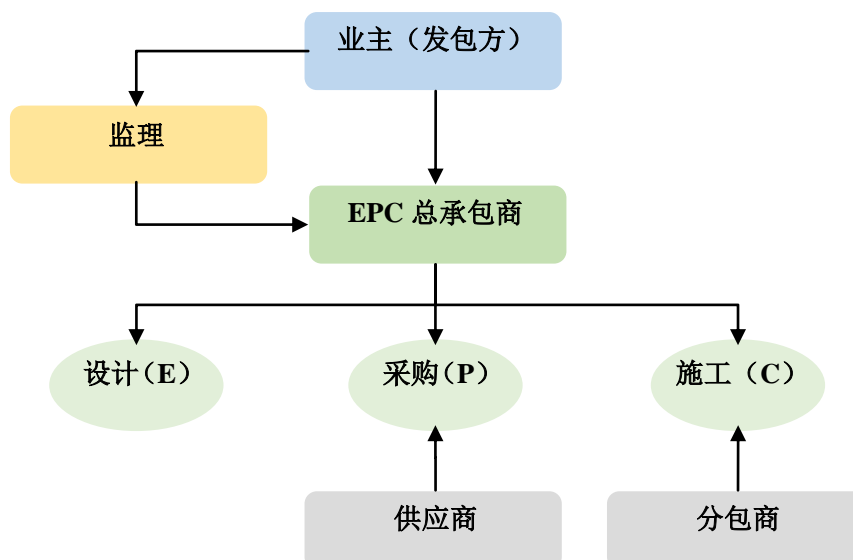 业主（发包方）
监理
EPC 总承包商
设计（E）
采购（P）
施工（C）
供应商
分包商